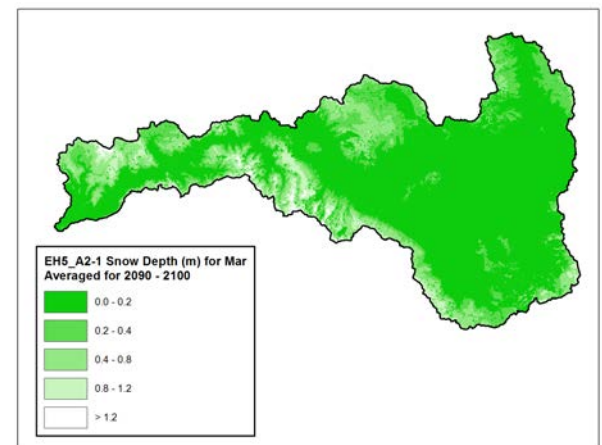 EH5_A2-1 Snow Depth (m) for Mar
Averaged for 2090 - 2100
0.0 - 0.2
0.2 - 0.4
0.4 - 0.8
0.8 - 1.2
> 1.2